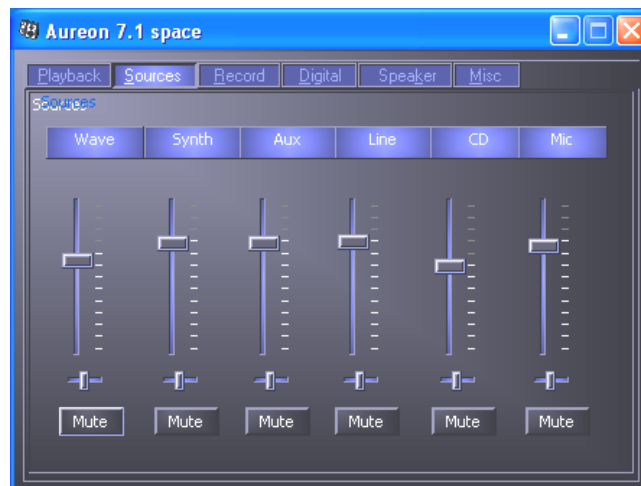 Aureon 7.1 space
Playback Sources Record Digital Speaker Misc
Sources
Sources
Wave Synth Aux Line CD Mic
Mute Mute Mute Mute Mute Mute